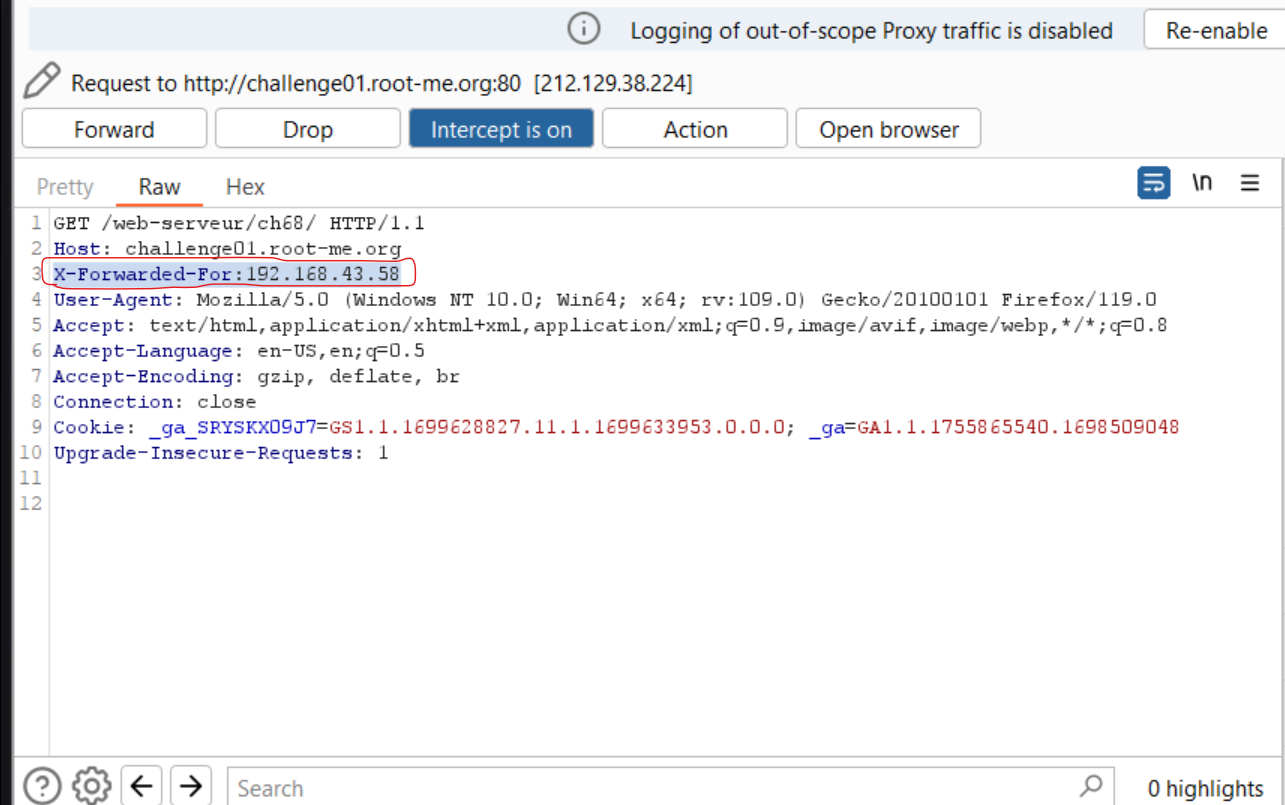 Logging of out-of-scope Proxy traffic is disabled Re-enable
Request to http://challenge01.root-me.org:80 [212.129.38.224]
Forward Drop Intercept is on Action Open browser
Pretty Raw Hex \n
1 GET /web-serveur/ch68/ HTTP/1.1
2 Host: challenge01.root-me.org
3 X-Forwarded-For:192.168.43.58
4 User-Agent: Mozilla/5.0 (Windows NT 10.0; Win64; x64; rv:109.0) Gecko/20100101 Firefox/119.0
5 Accept: text/html,application/xhtml+xml,application/xml;q=0.9,image/avif,image/webp,*/*;q=0.8
6 Accept-Language: en-US,en;q=0.5
7 Accept-Encoding: gzip, deflate, br
8 Connection: close
9 Cookie: _ga_SRYSKX09J7=GS1.1.1699628827.11.1.1699633953.0.0.0; _ga=GA1.1.1755865540.1698509048
10 Upgrade-Insecure-Requests: 1
11
12
Search 0 highlights